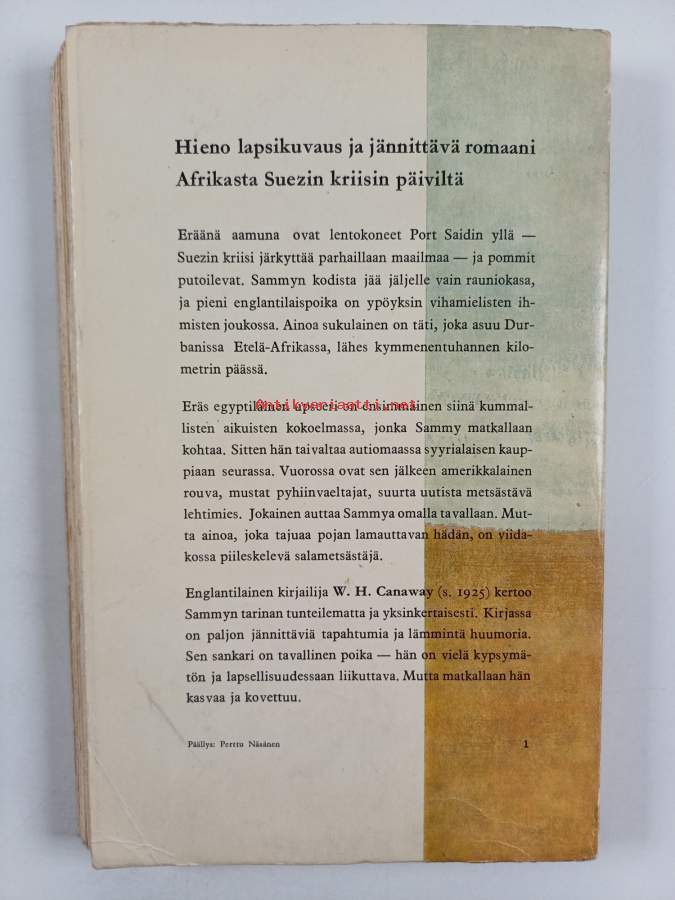 Hieno lapsikuvaus ja jännittävä romaani
Afrikasta Suezin kriisin päiviltä
Eräänä aamuna ovat lentokoneet Port Saidin yllä —
Suezin kriisi järkyttää parhaillaan maailmaa — ja pommit
putoilevat. Sammyn kodista jää jäljelle vain rauniokasa,
ja pieni englantilaispoika on ypöyksin vihamielisten ih-
misten joukossa. Ainoa sukulainen on täti, joka asuu Dur-
banissa Etelä-Afrikassa, lähes kymmenentuhannen kilo-
metrin päässä.
Eräs egyptiläinen upseeri on ensimmäinen siinä kummal-
Antikvariaatti.net
listen aikuisten kokoelmassa, jonka Sammy matkallaan
kohtaa. Sitten hän taivaltaa autiomaassa syyrialaisen kaup-
piaan seurassa. Vuorossa ovat sen jälkeen amerikkalainen
rouva, mustat pyhiinvaeltajat, suurta uutista metsästävä
lehtimies. Jokainen auttaa Sammya omalla tavallaan. Mut-
ta ainoa, joka tajuaa pojan lamauttavan hädän, on viida-
kossa piileskelevä salametsästäjä.
Englantilainen kirjailija W. H. Canaway (s. 1925) kertoo
Sammyn tarinan tunteilematta ja yksinkertaisesti. Kirjassa
on paljon jännittäviä tapahtumia ja lämmintä huumoria.
Sen sankari on tavallinen poika — hän on vielä kypsymä-
tön ja lapsellisuudessaan liikuttava. Mutta matkallaan hän
kasvaa ja kovettuu.
Päällys: Perttu Näsänen 1